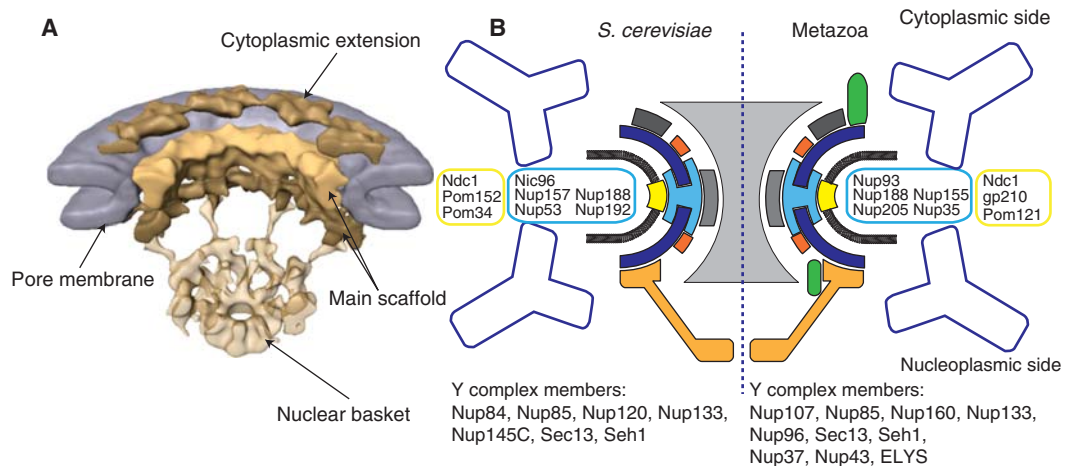 A
Cytoplasmic extension
Pore membrane
Main scaffold
Nuclear basket
B
S. cerevisiae
Metazoa
Cytoplasmic side
Ndc1
Pom152
Pom34
Nic96
Nup157 Nup188
Nup53 Nup192
Nup93
Nup188 Nup155
Nup205 Nup35
Ndc1
gp210
Pom121
Nucleoplasmic side
Y complex members:
Nup84, Nup85, Nup120, Nup133,
Nup145C, Sec13, Seh1
Y complex members:
Nup107, Nup85, Nup160, Nup133,
Nup96, Sec13, Seh1,
Nup37, Nup43, ELYS